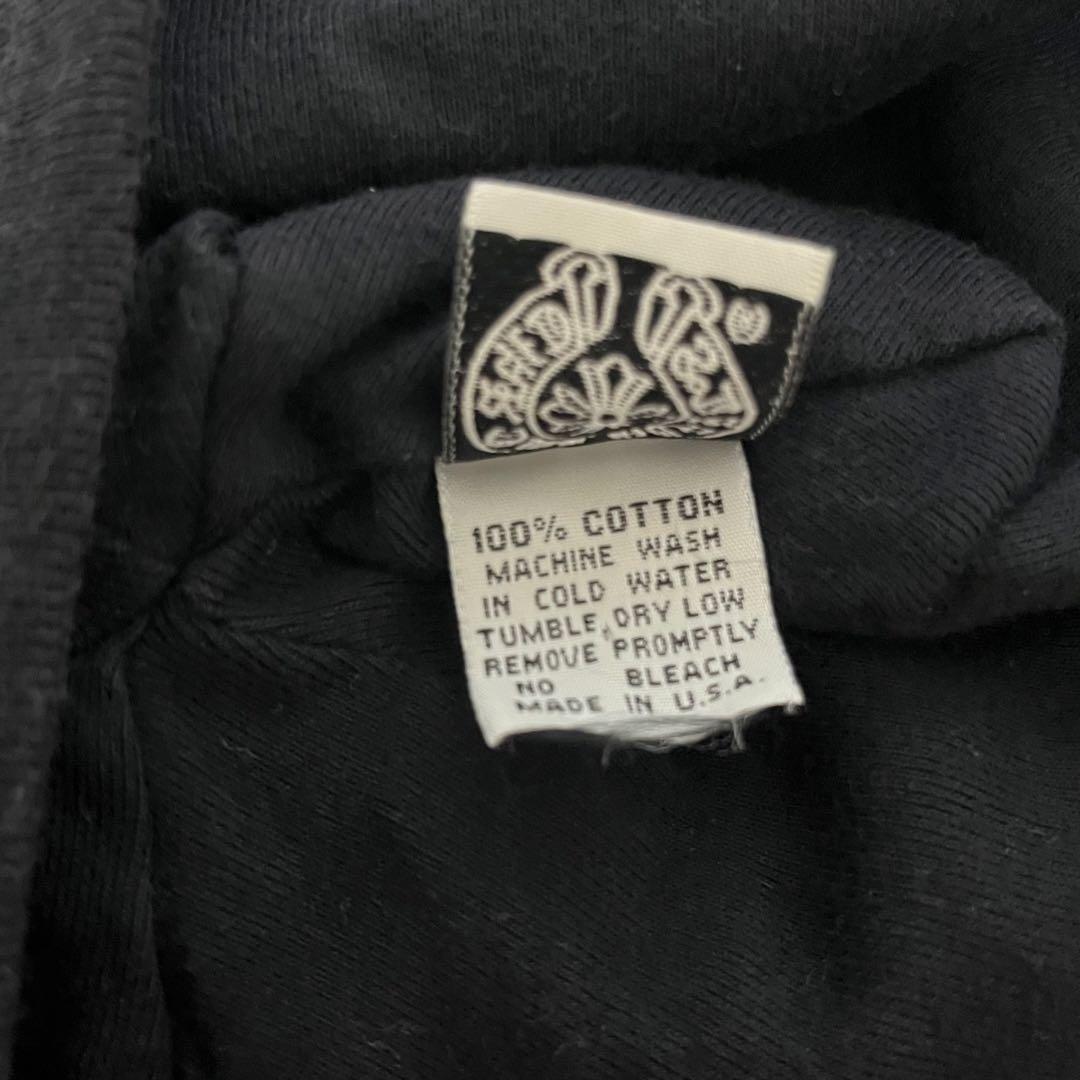 ®
100% COTTON
MACHINE WASH
IN COLD WATER
TUMBLE DRY LOW
REMOVE PROMPTLY
NO BLEACH
MADE IN U.S.A.